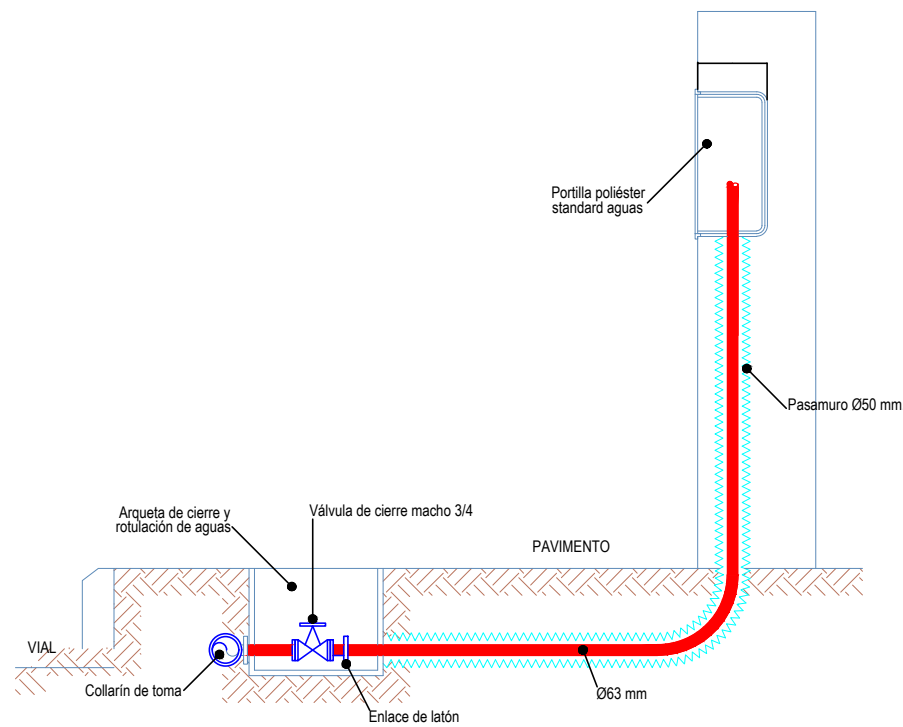 Portilla poliéster
standard aguas
Pasamuro Ø50 mm
Arqueta de cierre y
rotulación de aguas
Válvula de cierre macho 3/4
PAVIMENTO
VIAL
Collarín de toma
Ø63 mm
Enlace de latón